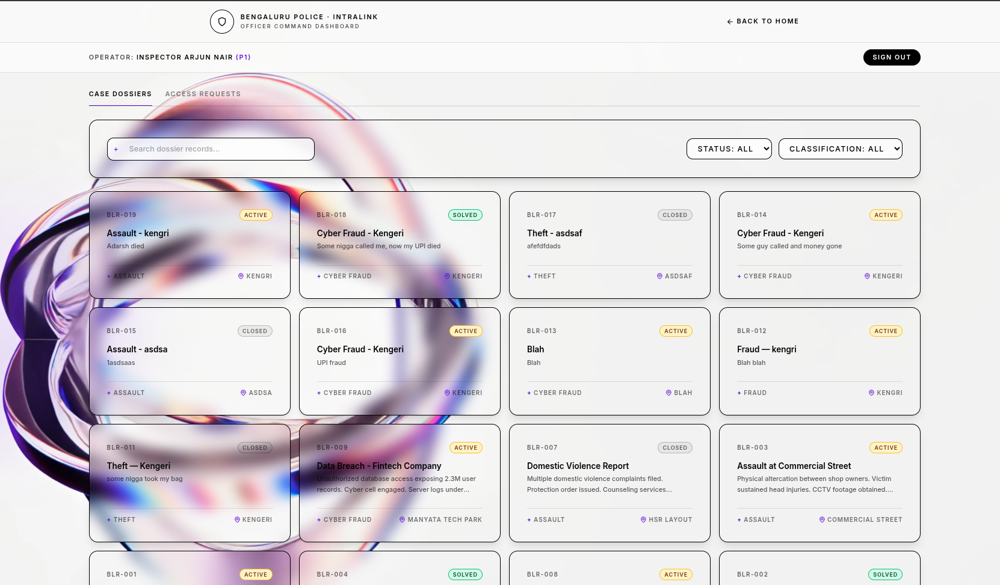 BENGALURU POLICE · INTRALINK
OFFICER COMMAND DASHBOARD
← BACK TO HOME
OPERATOR: INSPECTOR ARJUN NAIR (P1)
SIGN OUT
CASE DOSSIERS
ACCESS REQUESTS
+ Search dossier records...
STATUS: ALL
CLASSIFICATION: ALL
BLR-019
ACTIVE
Assault - kengri
Adarsh died
+ ASSAULT
KENGRI
BLR-018
SOLVED
Cyber Fraud - Kengeri
Some nigga called me, now my UPI died
+ CYBER FRAUD
KENGERI
BLR-017
CLOSED
Theft - asdsaf
afefdfdads
+ THEFT
ASDSAF
BLR-014
ACTIVE
Cyber Fraud - Kengeri
Some guy called and money gone
+ CYBER FRAUD
KENGERI
BLR-015
CLOSED
Assault - asdsa
1asdsaas
+ ASSAULT
ASDSA
BLR-016
ACTIVE
Cyber Fraud - Kengeri
UPI fraud
+ CYBER FRAUD
KENGERI
BLR-013
ACTIVE
Blah
Blah
+ CYBER FRAUD
BLAH
BLR-012
ACTIVE
Fraud — kengri
Blah blah
+ FRAUD
KENGRI
BLR-011
CLOSED
Theft — Kengeri
some nigga took my bag
+ THEFT
KENGERI
BLR-009
ACTIVE
Data Breach - Fintech Company
Unauthorized database access exposing 2.3M user
records. Cyber cell engaged. Server logs under...
+ CYBER FRAUD
MANYATA TECH PARK
BLR-007
CLOSED
Domestic Violence Report
Multiple domestic violence complaints filed.
Protection order issued. Counseling services...
+ ASSAULT
HSR LAYOUT
BLR-003
ACTIVE
Assault at Commercial Street
Physical altercation between shop owners. Victim
sustained head injuries. CCTV footage obtained....
+ ASSAULT
COMMERCIAL STREET
BLR-001
ACTIVE
BLR-004
SOLVED
BLR-008
ACTIVE
BLR-002
SOLVED